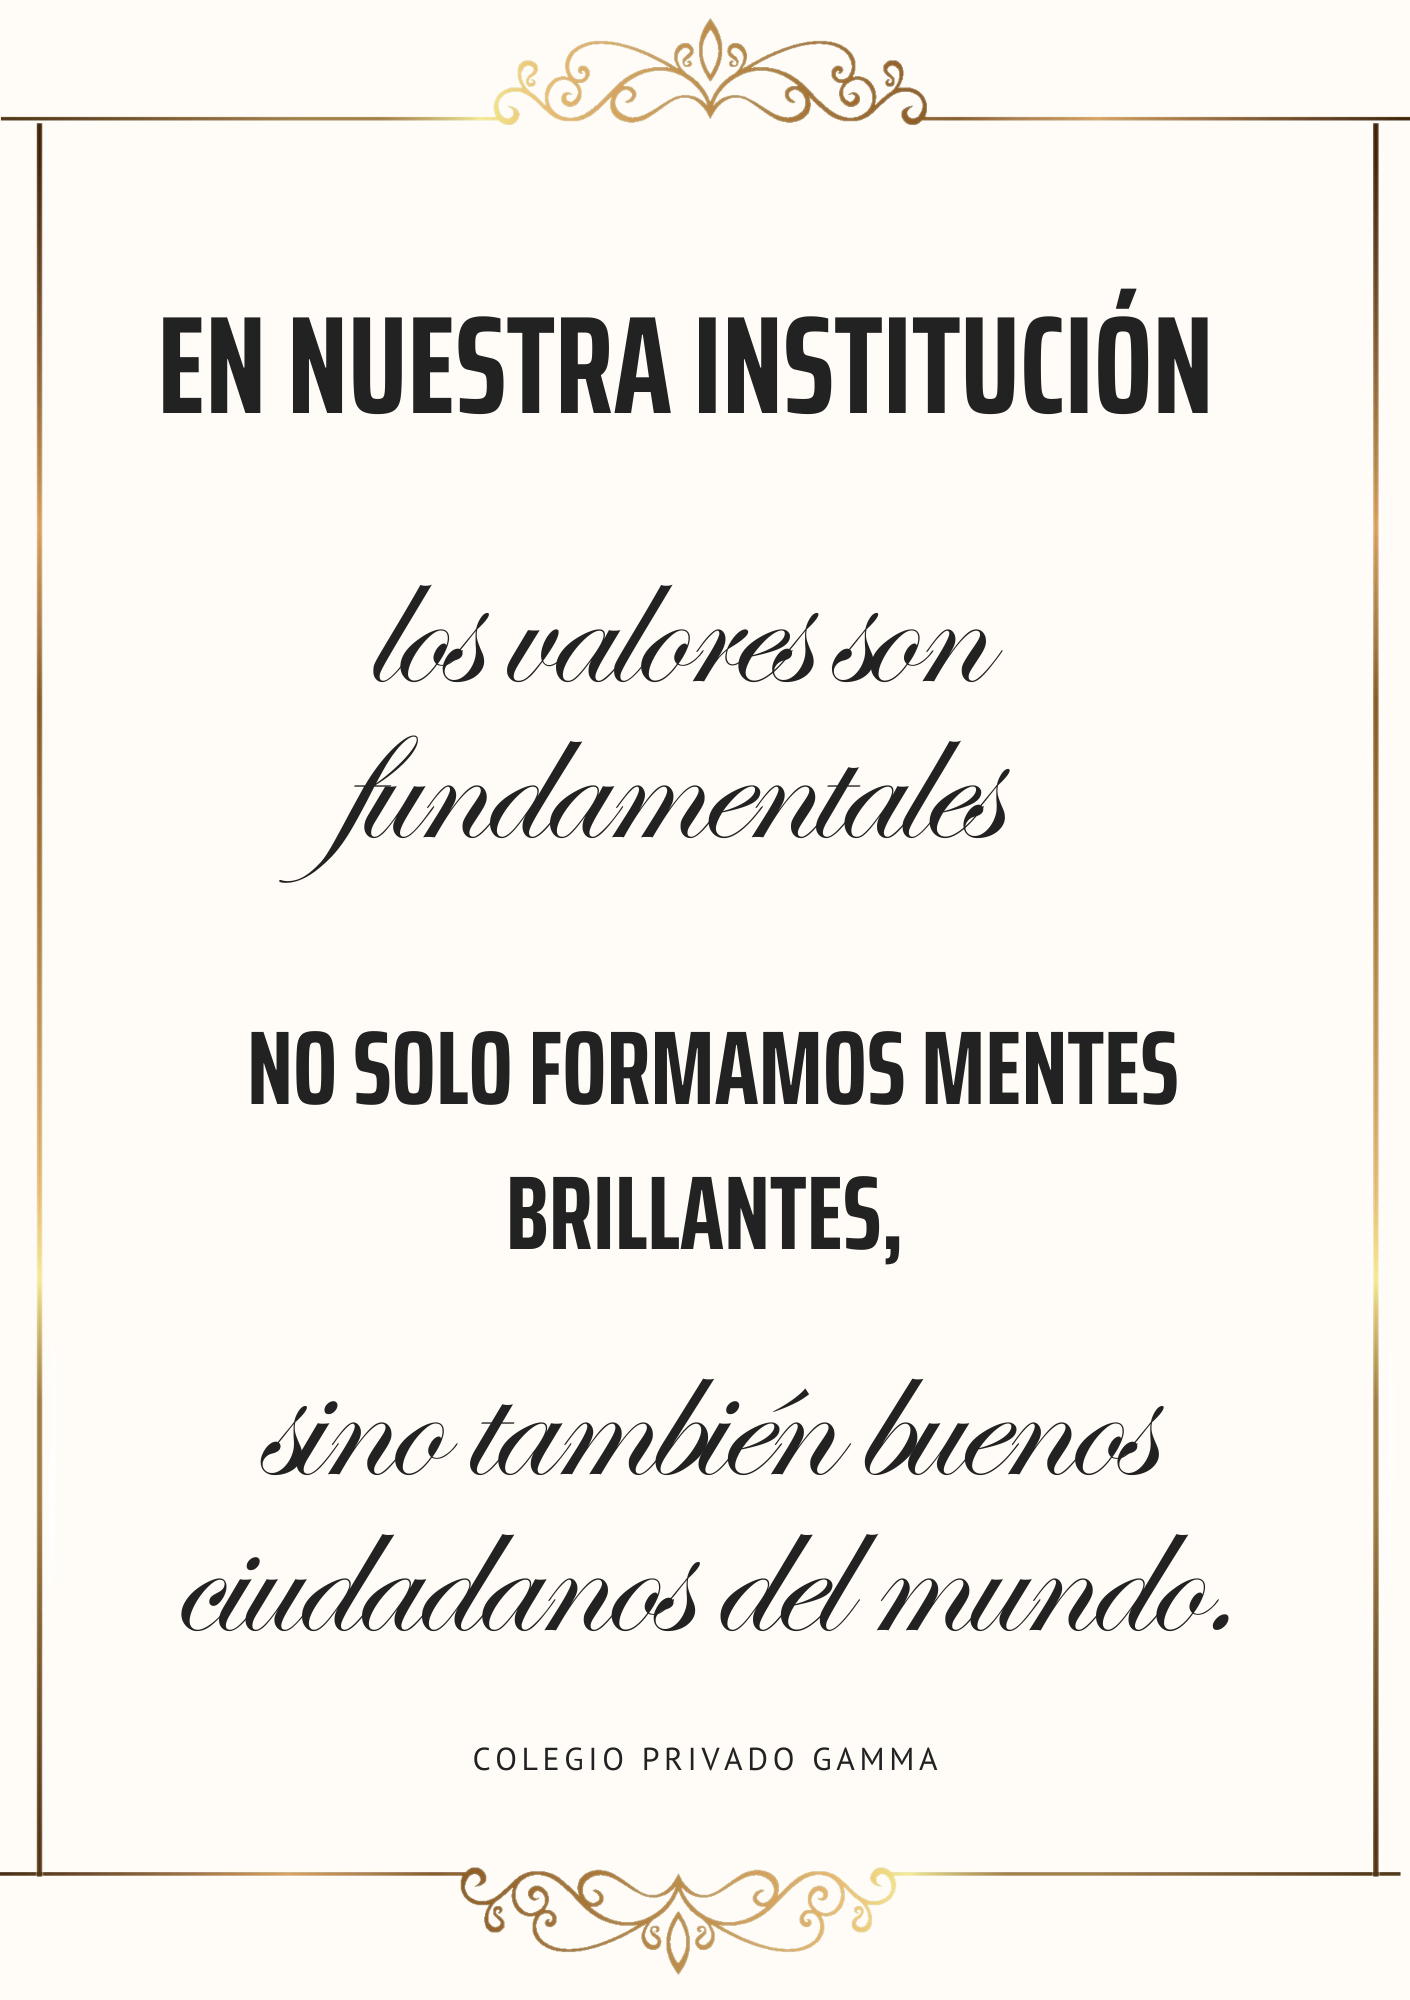 EN NUESTRA INSTITUCIÓN
los valores son
fundamentales
NO SOLO FORMAMOS MENTES
BRILLANTES,
sino también buenos
ciudadanos del mundo.
COLEGIO PRIVADO GAMMA